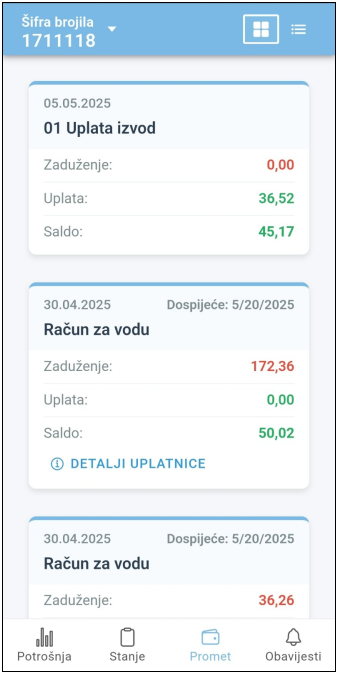 Šifra brojila
1711118
05.05.2025
01 Uplata izvod
Zaduženje: 0,00
Uplata: 36,52
Saldo: 45,17
30.04.2025 Dospijeće: 5/20/2025
Račun za vodu
Zaduženje: 172,36
Uplata: 0,00
Saldo: 50,02
DETALJI UPLATNICE
30.04.2025 Dospijeće: 5/20/2025
Račun za vodu
Zaduženje: 36,26
Potrošnja Stanje Promet Obavijesti